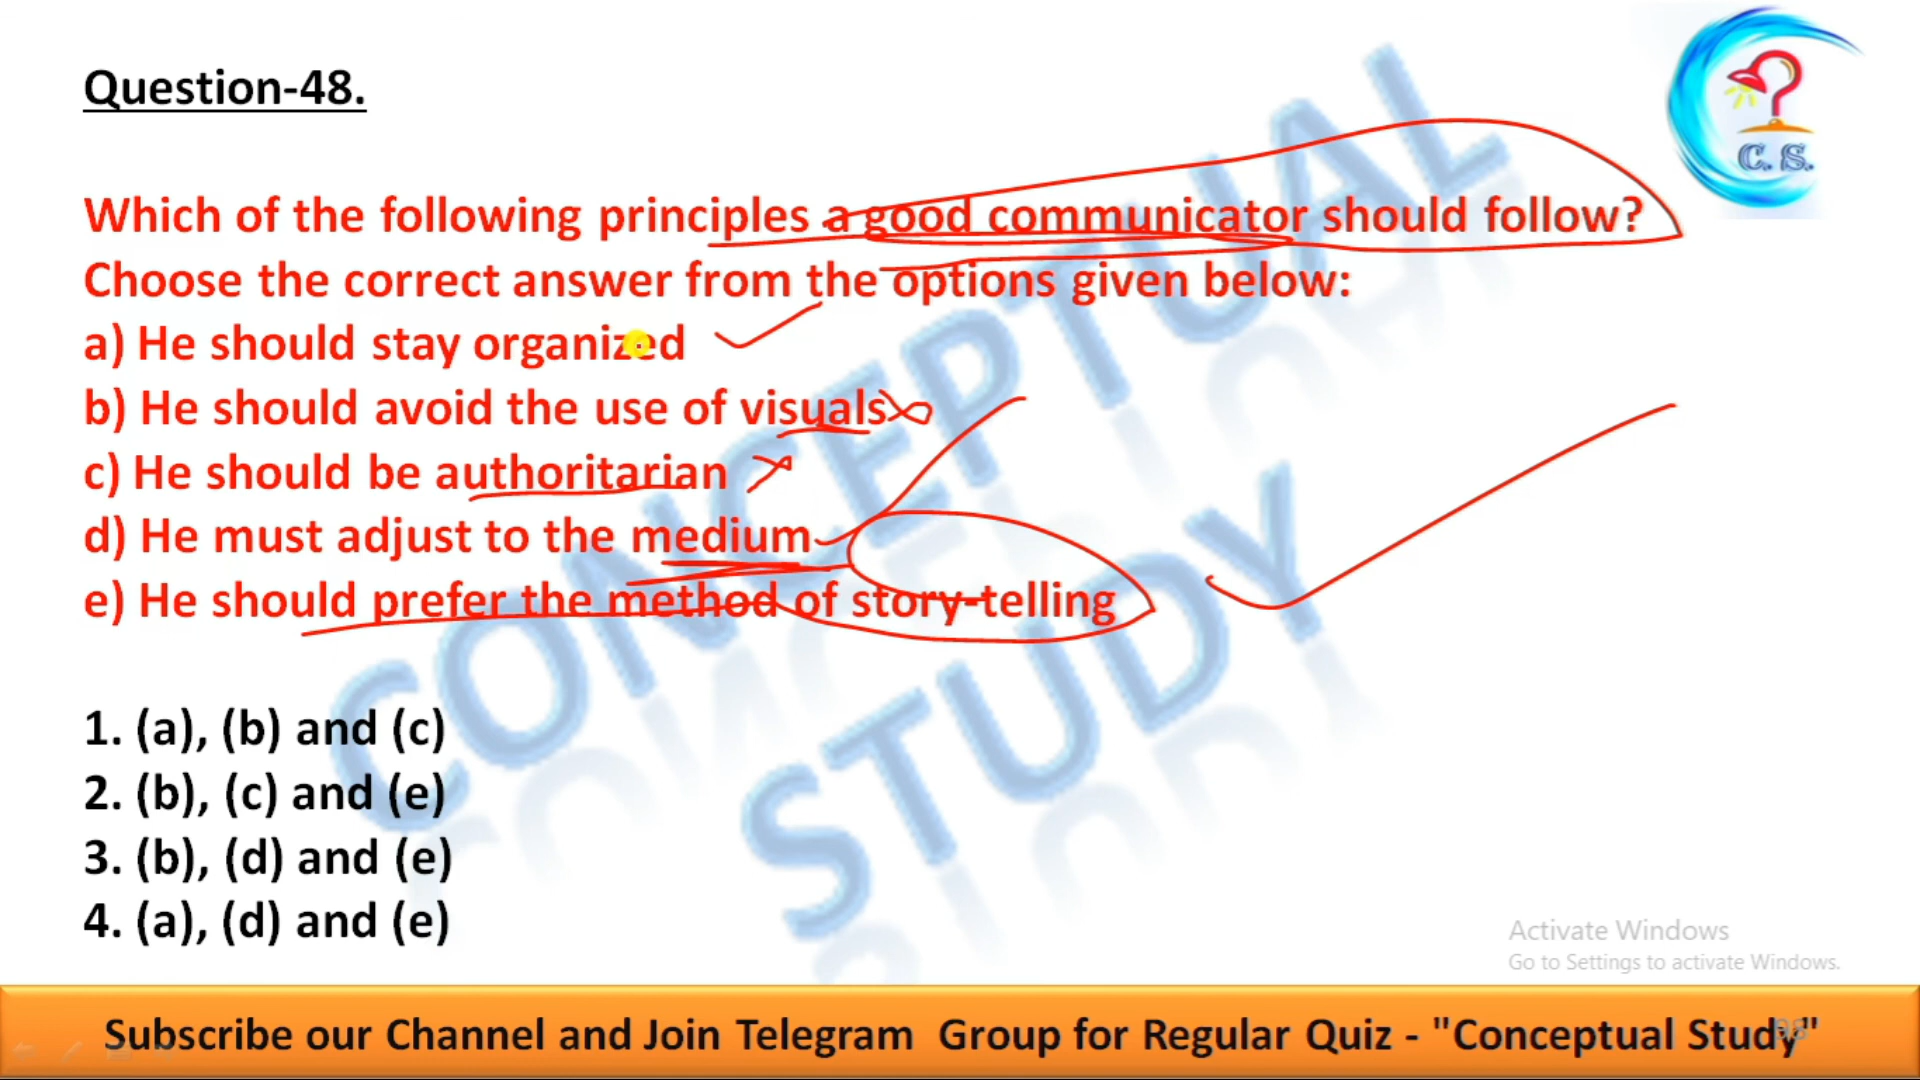 C. S.
Question-48.
Which of the following principles a good communicator should follow?
Choose the correct answer from the options given below:
a) He should stay organized
b) He should avoid the use of visuals
c) He should be authoritarian
d) He must adjust to the medium
e) He should prefer the method of story-telling
CONCEPTUAL
STUDY
1. (a), (b) and (c)
2. (b), (c) and (e)
3. (b), (d) and (e)
4. (a), (d) and (e)
Activate Windows
Go to Settings to activate Windows.
Subscribe our Channel and Join Telegram Group for Regular Quiz - "Conceptual Study"
98